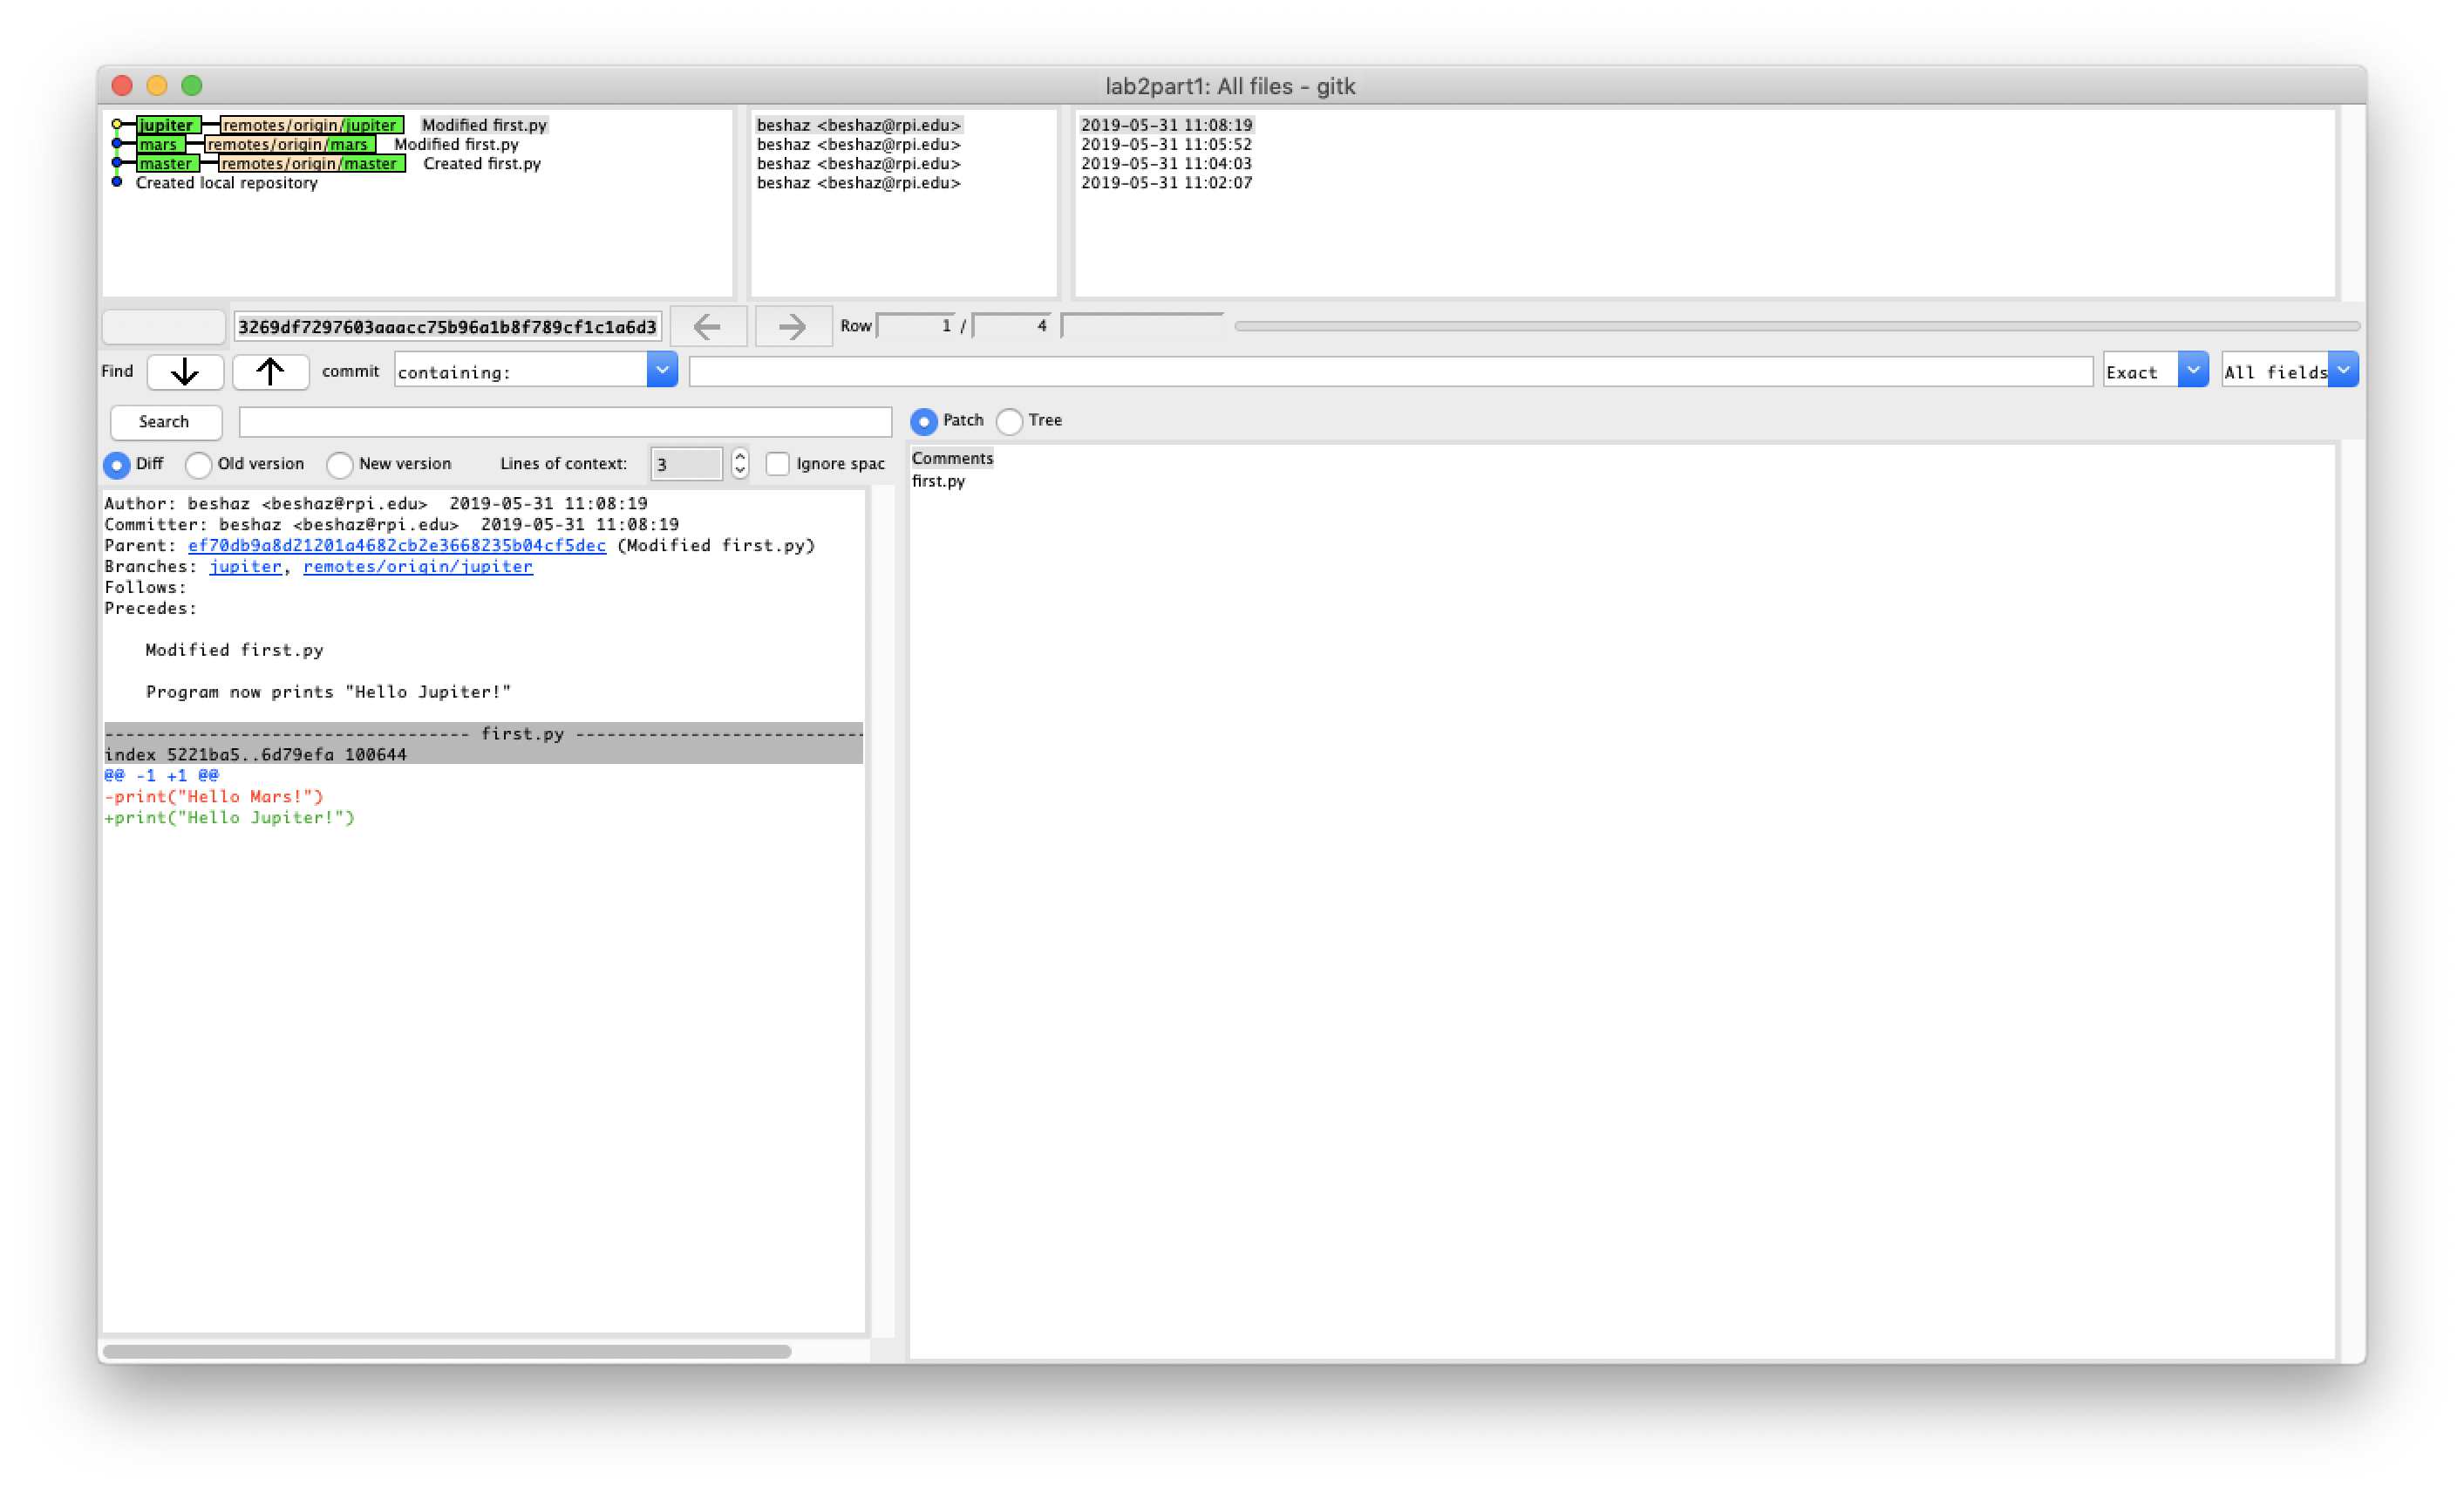 lab2part1: All files - gitk
jupiter remotes/origin/jupiter Modified first.py beshaz <beshaz@rpi.edu> 2019-05-31 11:08:19
mars remotes/origin/mars Modified first.py beshaz <beshaz@rpi.edu> 2019-05-31 11:05:52
master remotes/origin/master Created first.py beshaz <beshaz@rpi.edu> 2019-05-31 11:04:03
Created local repository beshaz <beshaz@rpi.edu> 2019-05-31 11:02:07
3269df7297603aaacc75b96a1b8f789cf1c1a6d3 Row 1 / 4
Find commit containing: Exact All fields
Search Patch Tree
Diff Old version New version Lines of context: 3 Ignore spac
Comments
first.py
Author: beshaz <beshaz@rpi.edu> 2019-05-31 11:08:19
Committer: beshaz <beshaz@rpi.edu> 2019-05-31 11:08:19
Parent: ef70db9a8d21201a4682cb2e3668235b04cf5dec (Modified first.py)
Branches: jupiter, remotes/origin/jupiter
Follows:
Precedes:
Modified first.py
Program now prints "Hello Jupiter!"
----------------------------------- first.py ----------------------------
index 5221ba5..6d79efa 100644
@@ -1 +1 @@
-print("Hello Mars!")
+print("Hello Jupiter!")